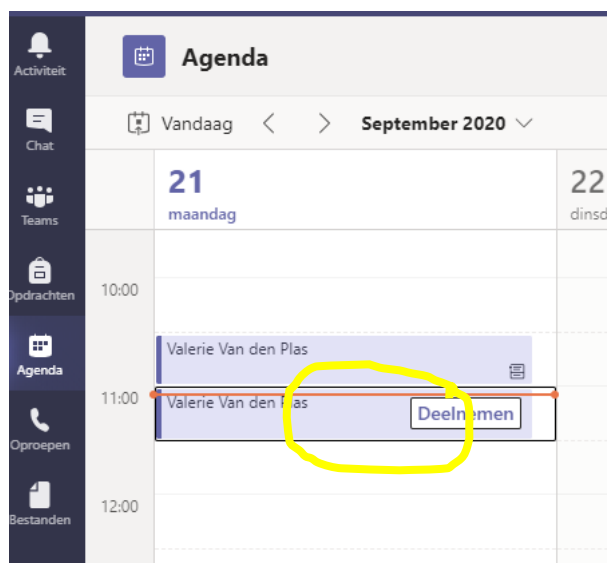 Activiteit
Chat
Teams
Opdrachten
Agenda
Oproepen
Bestanden
Agenda
Vandaag September 2020
21
maandag
22
dinsd
10:00
Valerie Van den Plas
11:00
Valerie Van den Plas
Deelnemen
12:00